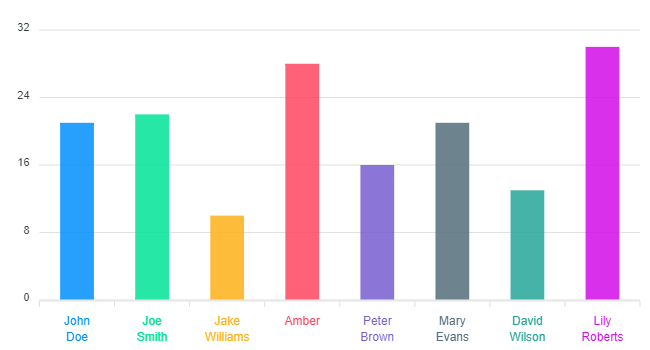 32
24
16
8
0
John Doe
Joe Smith
Jake Williams
Amber
Peter Brown
Mary Evans
David Wilson
Lily Roberts